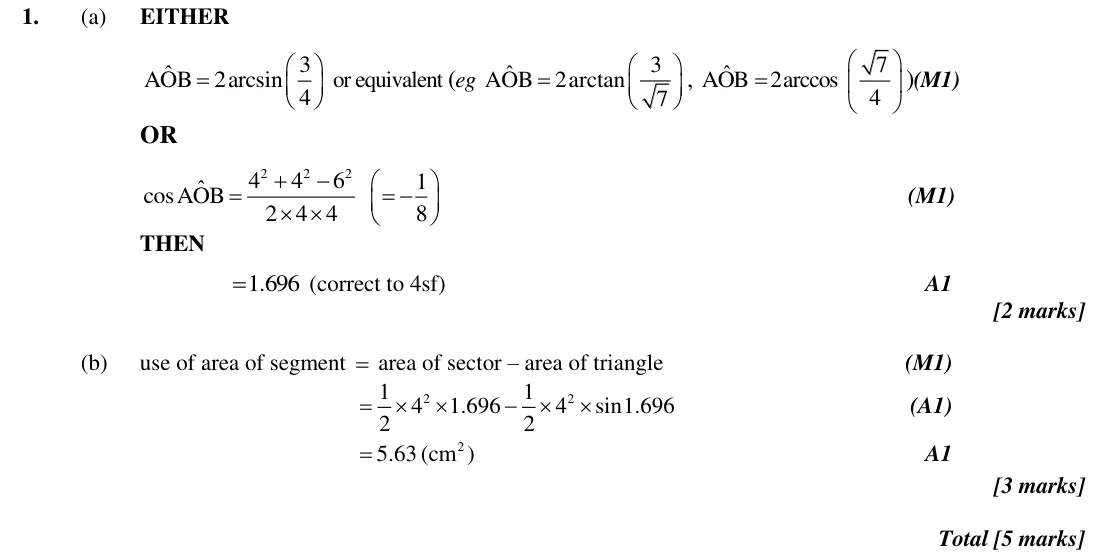 1. (a) EITHER
AÔB = 2arcsin(3/4) or equivalent (eg AÔB = 2arctan(3/√7), AÔB = 2arccos(√7/4))(M1)
OR
cos AÔB = (4² + 4² − 6²)/(2×4×4) (= −1/8) (M1)
THEN
=1.696 (correct to 4sf) A1
[2 marks]
(b) use of area of segment = area of sector – area of triangle (M1)
= 1/2 × 4² × 1.696 − 1/2 × 4² × sin1.696 (A1)
= 5.63 (cm²) A1
[3 marks]
Total [5 marks]